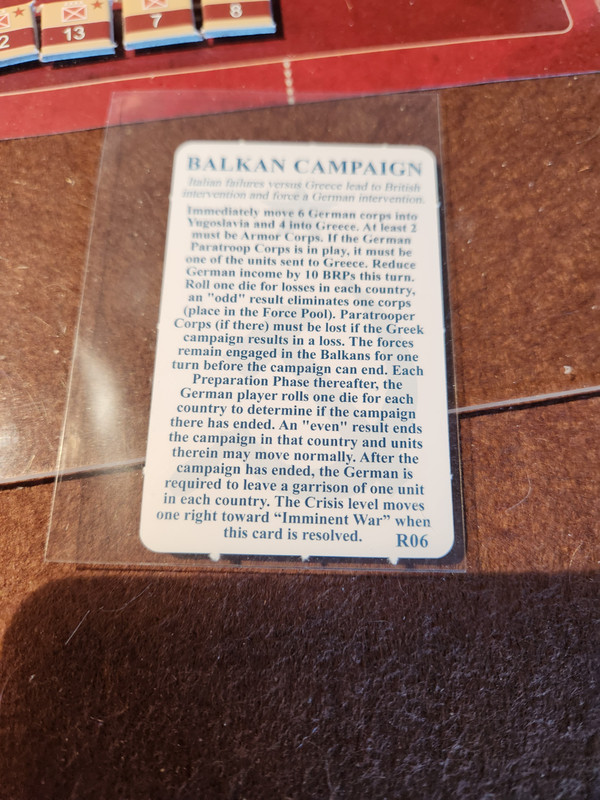 2 13 7 8
BALKAN CAMPAIGN
Italian failures versus Greece lead to British
intervention and force a German intervention.
Immediately move 6 German corps into
Yugoslavia and 4 into Greece. At least 2
must be Armor Corps. If the German
Paratroop Corps is in play, it must be
one of the units sent to Greece. Reduce
German income by 10 BRPs this turn.
Roll one die for losses in each country,
an "odd" result eliminates one corps
(place in the Force Pool). Paratrooper
Corps (if there) must be lost if the Greek
campaign results in a loss. The forces
remain engaged in the Balkans for one
turn before the campaign can end. Each
Preparation Phase thereafter, the
German player rolls one die for each
country to determine if the campaign
there has ended. An "even" result ends
the campaign in that country and units
therein may move normally. After the
campaign has ended, the German is
required to leave a garrison of one unit
in each country. The Crisis level moves
one right toward “Imminent War” when
this card is resolved. R06